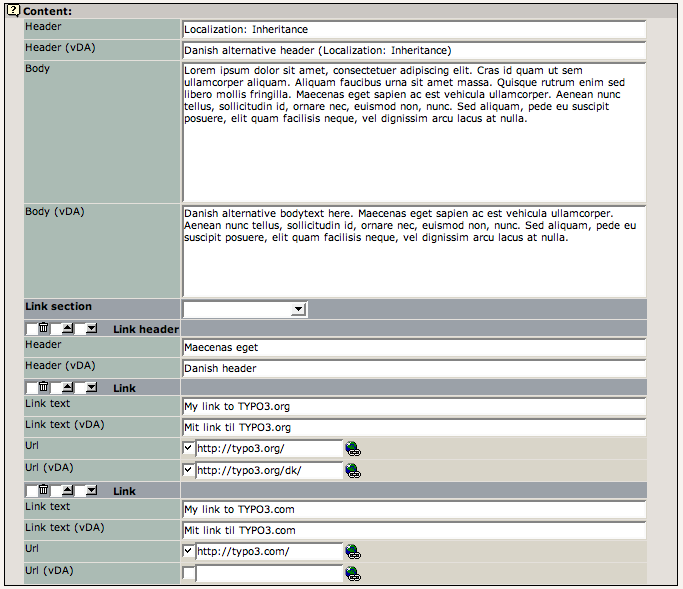 ? Content:
Header Localization: Inheritance
Header (vDA) Danish alternative header (Localization: Inheritance)
Body Lorem ipsum dolor sit amet, consectetuer adipiscing elit. Cras id quam ut sem
ullamcorper aliquam. Aliquam faucibus urna sit amet massa. Quisque rutrum enim sed
libero mollis fringilla. Maecenas eget sapien ac est vehicula ullamcorper. Aenean nunc
tellus, sollicitudin id, ornare nec, euismod non, nunc. Sed aliquam, pede eu suscipit
posuere, elit quam facilisis neque, vel dignissim arcu lacus at nulla.
Body (vDA) Danish alternative bodytext here. Maecenas eget sapien ac est vehicula ullamcorper.
Aenean nunc tellus, sollicitudin id, ornare nec, euismod non, nunc. Sed aliquam, pede eu
suscipit posuere, elit quam facilisis neque, vel dignissim arcu lacus at nulla.
Link section
Link header
Header Maecenas eget
Header (vDA) Danish header
Link
Link text My link to TYPO3.org
Link text (vDA) Mit link til TYPO3.org
Url http://typo3.org/
Url (vDA) http://typo3.org/dk/
Link
Link text My link to TYPO3.com
Link text (vDA) Mit link til TYPO3.com
Url http://typo3.com/
Url (vDA)